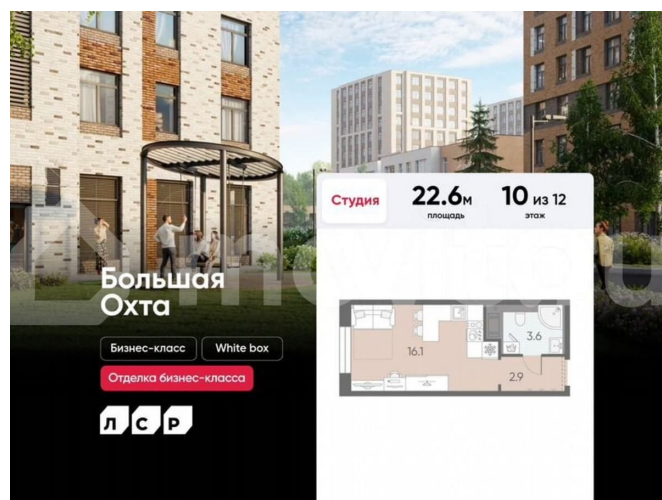 Студия
22.6м
площадь
10 из 12
этаж
Большая
Охта
Бизнес-класс
White box
Отделка бизнес-класса
ЛСР
16.1
3.6
2.9